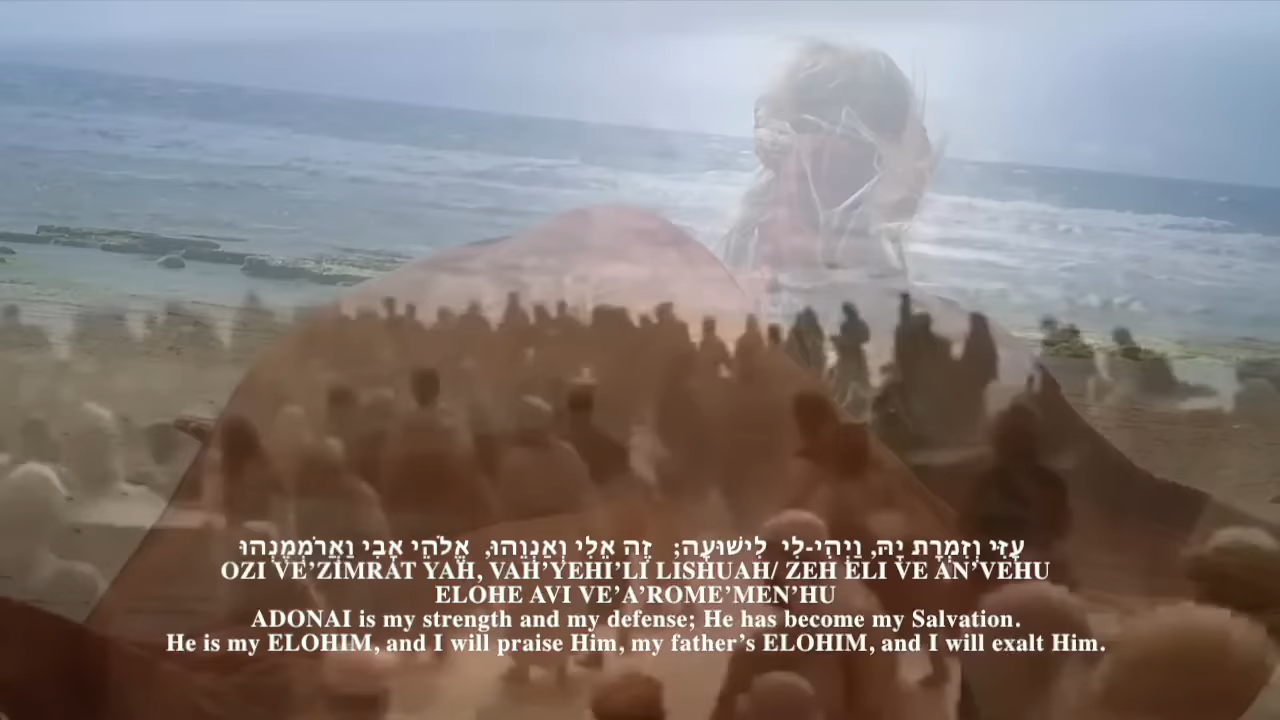 עָזִּי וְזִמְרָת יָהּ, וַיְהִי-לִי לִישׁוּעָה; זֶה אֵלִי וְאַנְוֵהוּ, אֱלֹהֵי אָבִי וַאֲרֹמְמֶנְהוּ
OZI VE’ZIMRAT YAH, VAH’YEHI’LI LISHUAH/ ZEH ELI VE AN’VEHU
ELOHE AVI VE’A’ROME’MEN’HU
ADONAI is my strength and my defense; He has become my Salvation.
He is my ELOHIM, and I will praise Him, my father’s ELOHIM, and I will exalt Him.